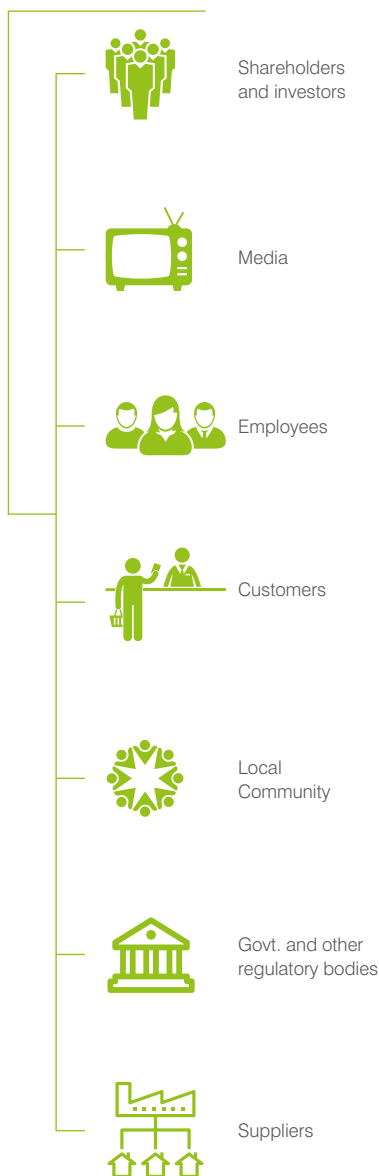 Shareholders
and investors
Media
Employees
Customers
Local
Community
Govt. and other
regulatory bodies
Suppliers